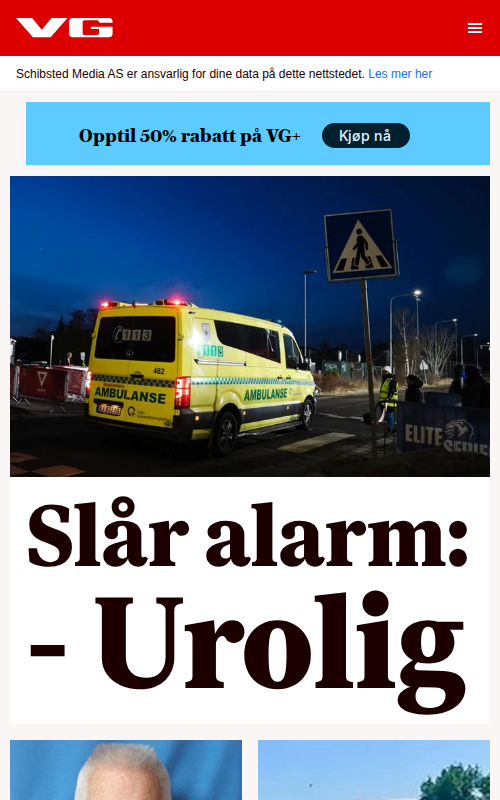 VG
Schibsted Media AS er ansvarlig for dine data på dette nettstedet. Les mer her
Opptil 50% rabatt på VG+ Kjøp nå
113
482
113
AMBULANSE
AMBULANSE
ELITE
SERIEN
Slår alarm:
- Urolig